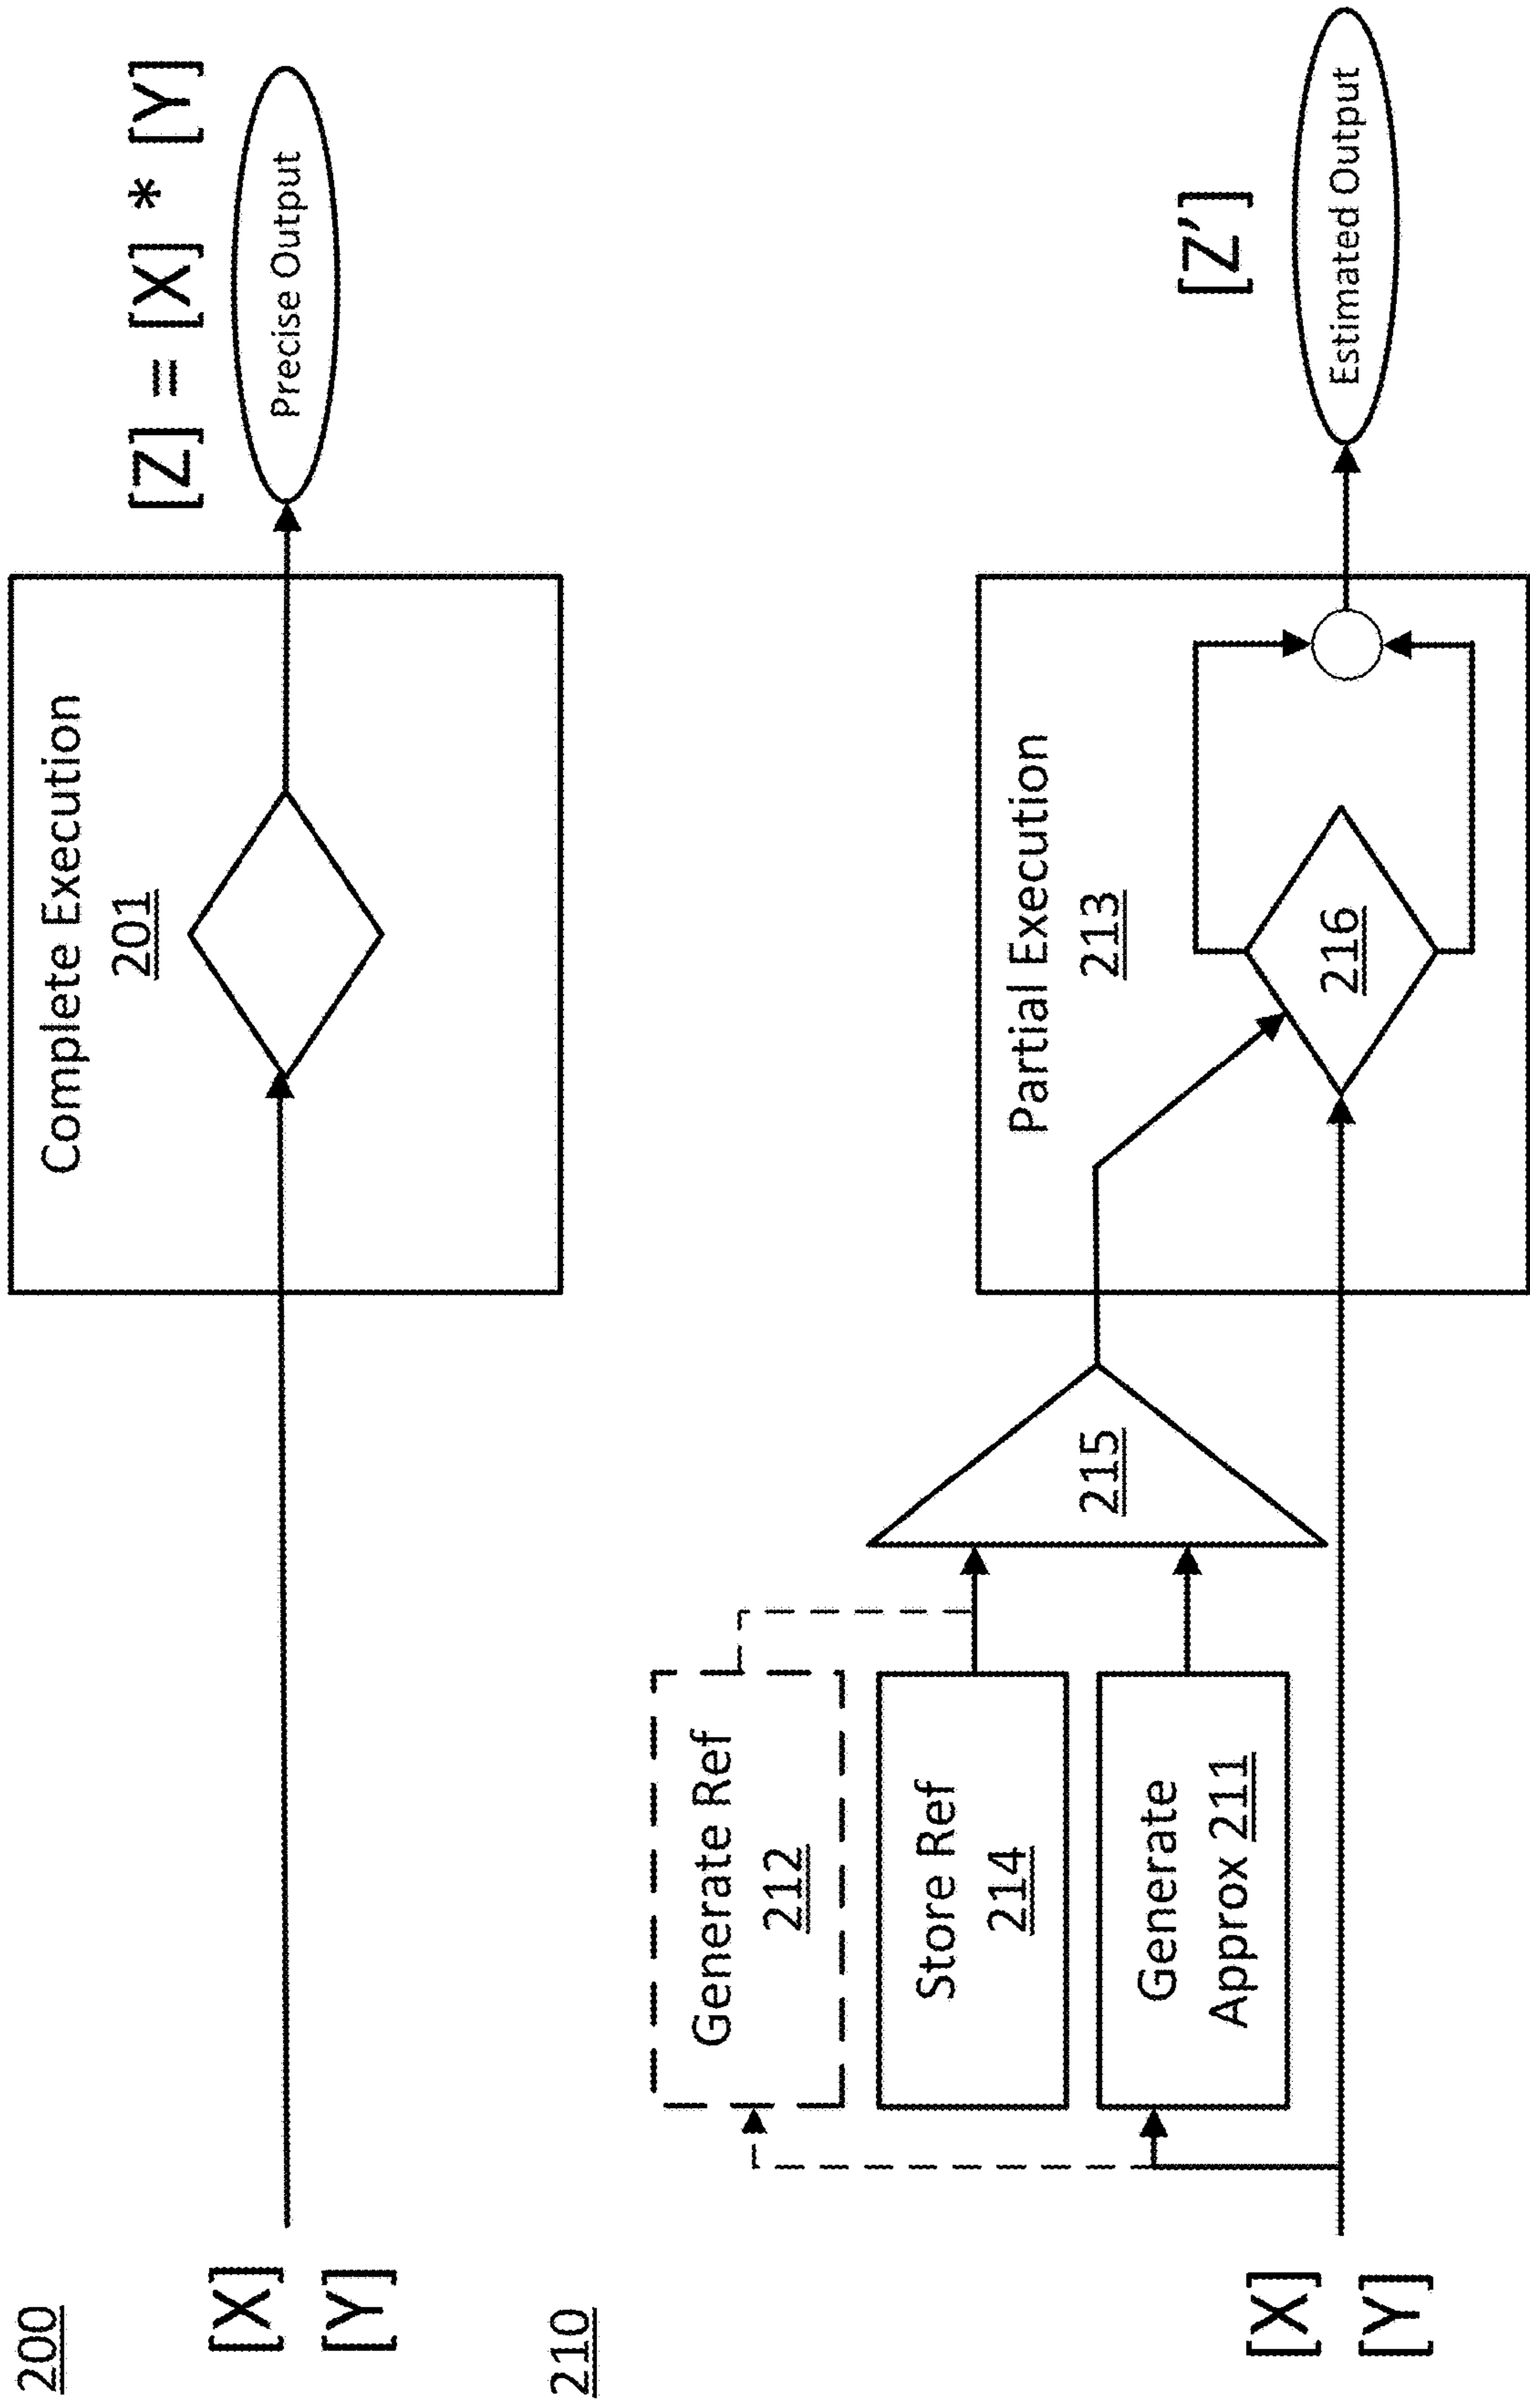 200
[X]
[Y]
Complete Execution
201
[Z] = [X] * [Y]
Precise Output
210
[X]
[Y]
Generate Ref
212
Store Ref
214
Generate
Approx 211
215
Partial Execution
213
216
[Z']
Estimated Output